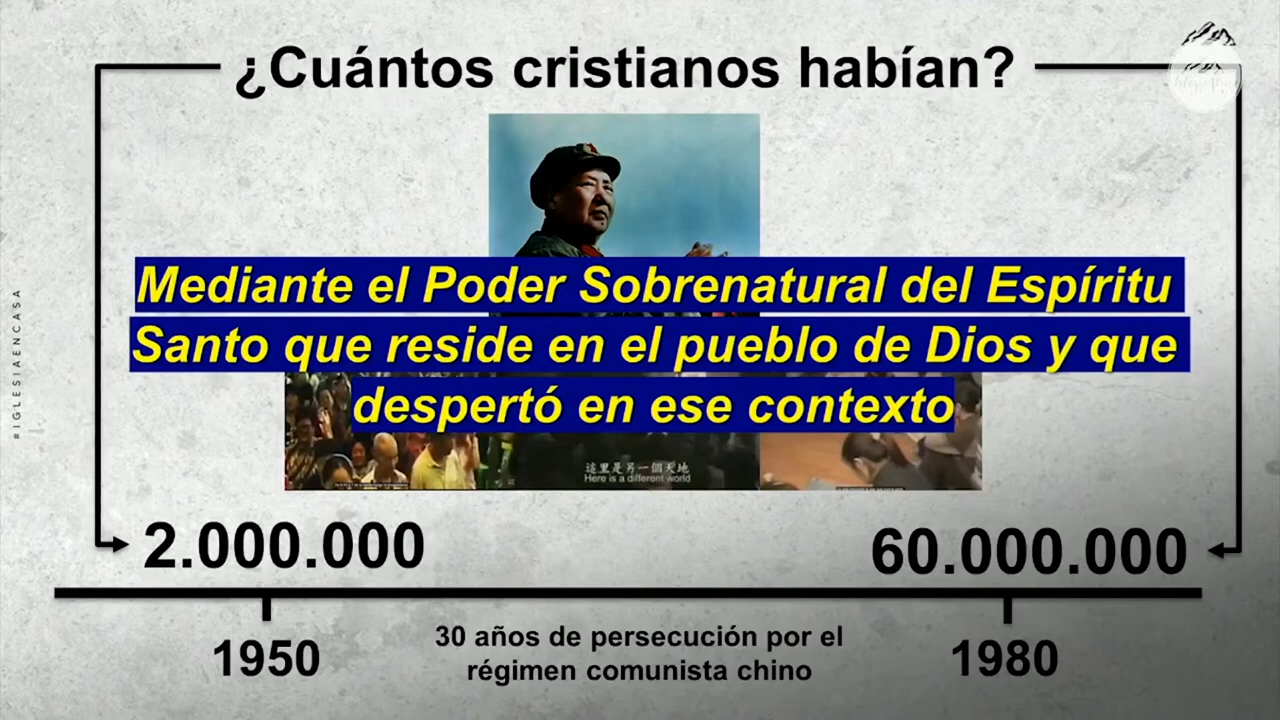 ¿Cuántos cristianos habían?
Mediante el Poder Sobrenatural del Espíritu
Santo que reside en el pueblo de Dios y que
despertó en ese contexto
這里是另一個天地
Here is a different world
2.000.000
60.000.000
1950
30 años de persecución por el
régimen comunista chino
1980
#IGLESIAENCASA